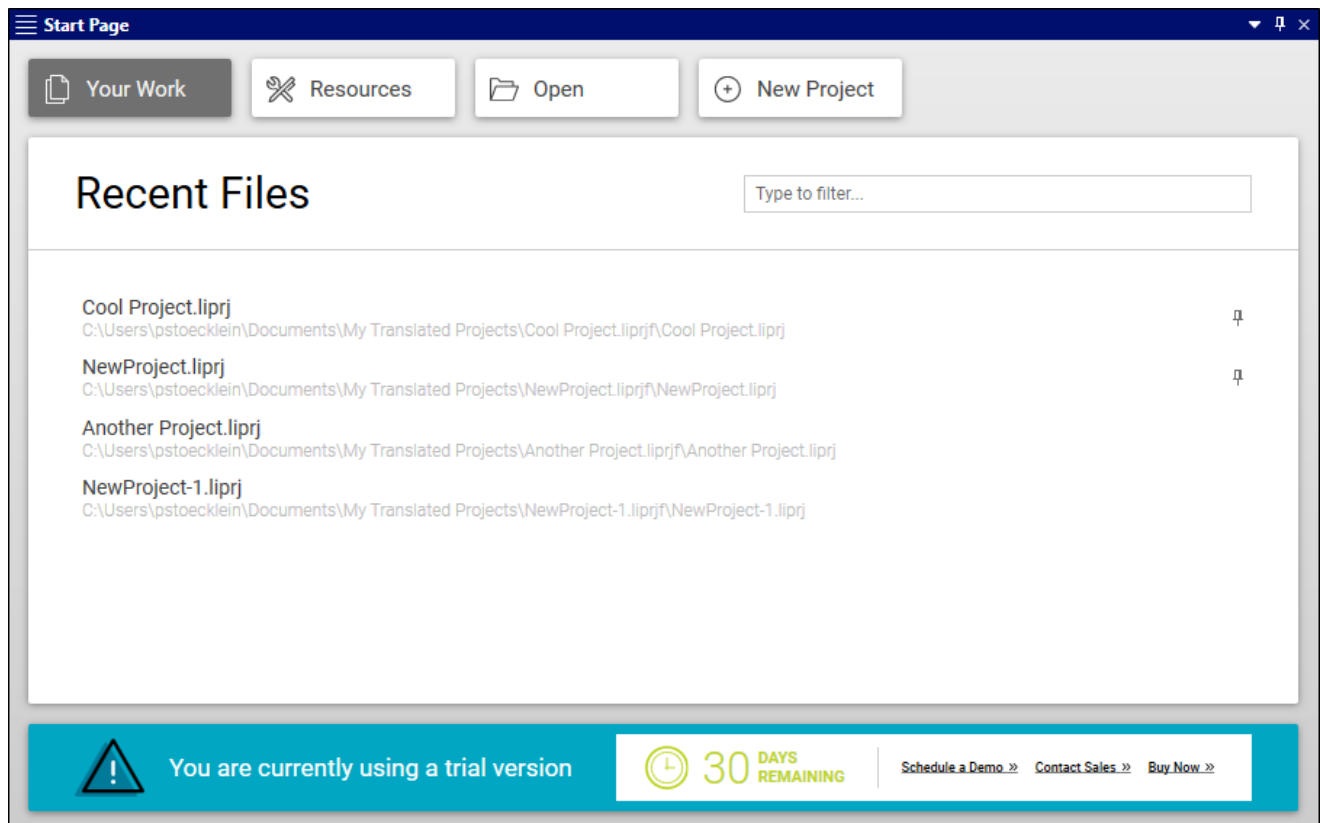 Start Page
Your Work
Resources
Open
New Project
Recent Files
Type to filter...
Cool Project.liprj
C:\Users\pstoecklein\Documents\My Translated Projects\Cool Project.liprjf\Cool Project.liprj
NewProject.liprj
C:\Users\pstoecklein\Documents\My Translated Projects\NewProject.liprjf\NewProject.liprj
Another Project.liprj
C:\Users\pstoecklein\Documents\My Translated Projects\Another Project.liprjf\Another Project.liprj
NewProject-1.liprj
C:\Users\pstoecklein\Documents\My Translated Projects\NewProject-1.liprjf\NewProject-1.liprj
You are currently using a trial version
30 DAYS
REMAINING
Schedule a Demo »
Contact Sales »
Buy Now »